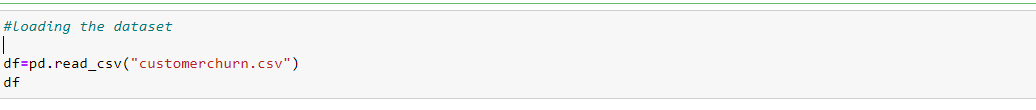 #loading the dataset
df=pd.read_csv("customerchurn.csv")
df